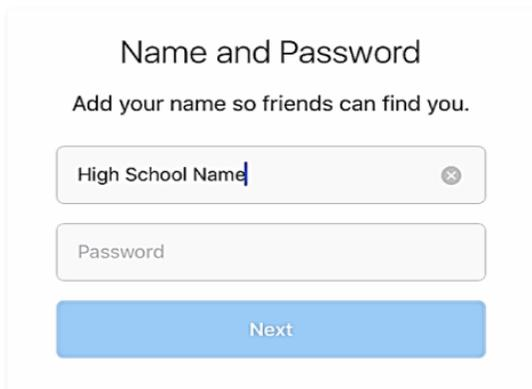 Name and Password
Add your name so friends can find you.
High School Name
Password
Next